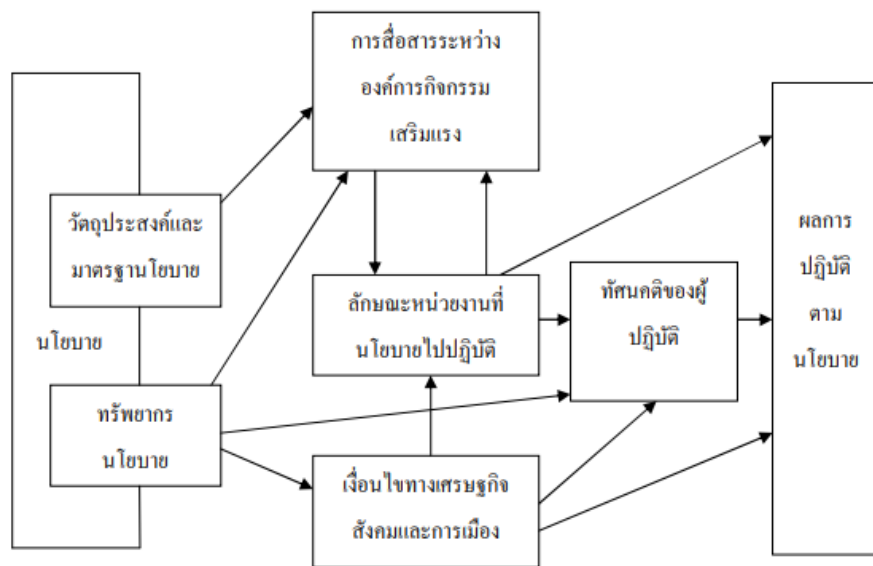 การสื่อสารระหว่าง
องค์การกิจกรรม
เสริมแรง
วัตถุประสงค์และ
มาตรฐานโยบาย
นโยบาย
ทรัพยากร
นโยบาย
ลักษณะหน่วยงานที่
นโยบายไปปฏิบัติ
เงื่อนไขทางเศรษฐกิจ
สังคมและการเมือง
ทัศนคติของผู้
ปฏิบัติ
ผลการ
ปฏิบัติ
ตาม
นโยบาย